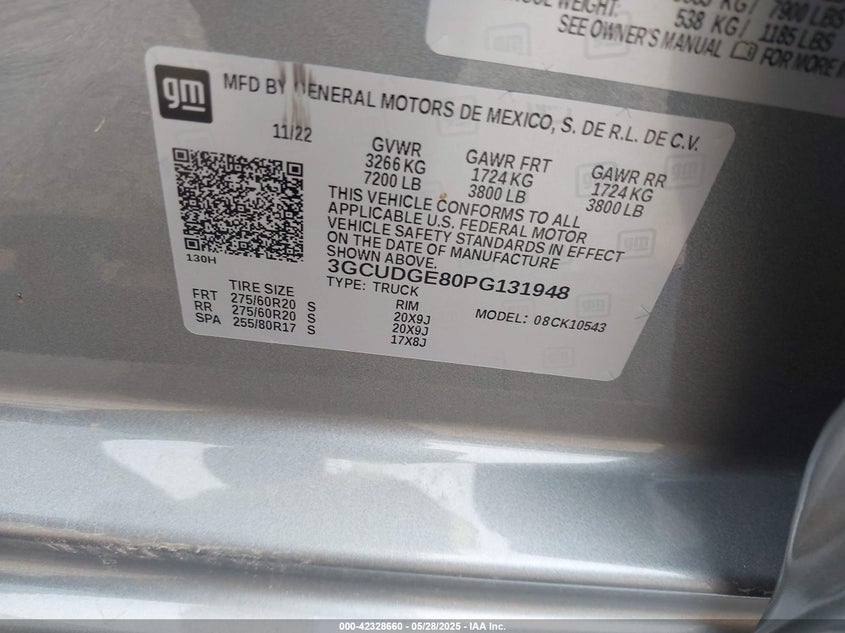 KG/ 7900 LBS
WEIGHT: 538 KG/ 1185 LBS
SEE OWNER'S MANUAL FOR MORE
gm
MFD BY GENERAL MOTORS DE MEXICO, S. DE R.L. DE C.V.
11/22
GVWR GAWR FRT GAWR RR
3266 KG 1724 KG 1724 KG
7200 LB 3800 LB 3800 LB
THIS VEHICLE CONFORMS TO ALL
APPLICABLE U.S. FEDERAL MOTOR
VEHICLE SAFETY STANDARDS IN EFFECT
ON THE DATE OF MANUFACTURE
SHOWN ABOVE.
130H
3GCUDGE80PG131948
TYPE: TRUCK MODEL: 08CK10543
TIRE SIZE RIM
FRT 275/60R20 S 20X9J
RR 275/60R20 S 20X9J
SPA 255/80R17 S 17X8J
000-42328660 - 05/28/2025 - IAA Inc.